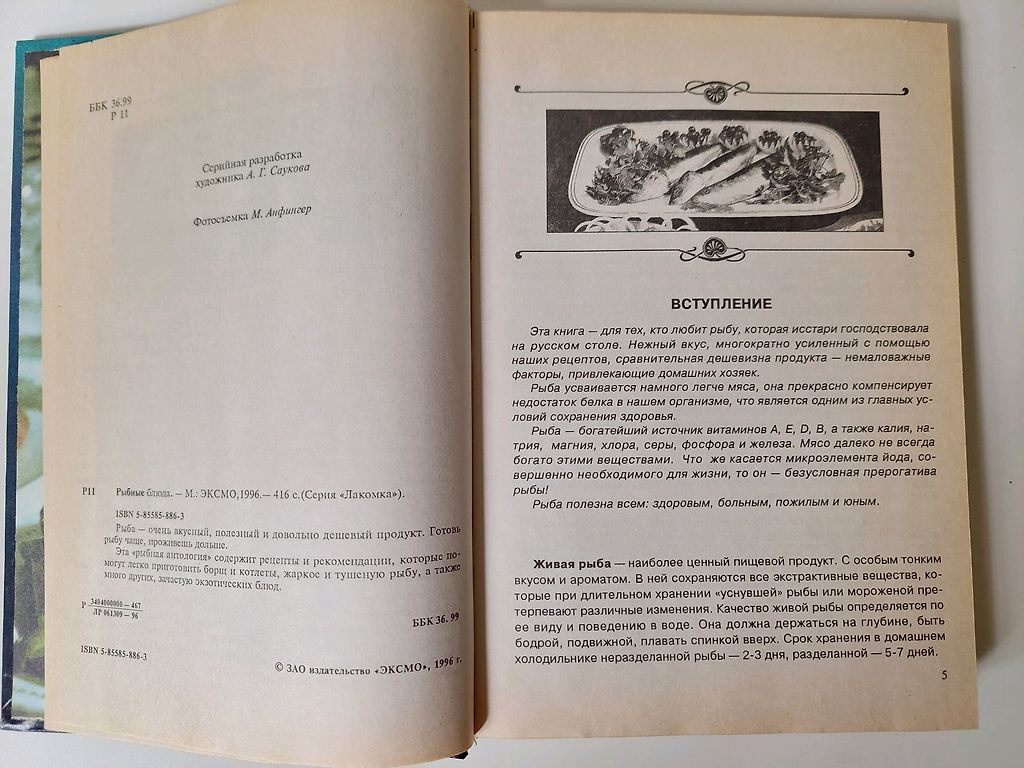 ББК 36.99
Р 11
Серийная разработка
художника А. Г. Саукова
Фотосъемка М. Анфингер
Р11 Рыбные блюда. — М.: ЭКСМО,1996.— 416 с.(Серия «Лакомка»).
ISBN 5-85585-886-3
Рыба — очень вкусный, полезный и довольно дешевый продукт. Готовь
рыбу чаще, проживешь дольше.
Эта «рыбная антология» содержит рецепты и рекомендации, которые по-
могут легко приготовить борщ и котлеты, жаркое и тушеную рыбу, а также
много других, зачастую экзотических блюд.
Р 3404000000 — 467
ЛР 061309 — 96
ББК 36. 99
ISBN 5-85585-886-3
© ЗАО издательство «ЭКСМО», 1996 г.
ВСТУПЛЕНИЕ
Эта книга — для тех, кто любит рыбу, которая исстари господствовала
на русском столе. Нежный вкус, многократно усиленный с помощью
наших рецептов, сравнительная дешевизна продукта — немаловажные
факторы, привлекающие домашних хозяек.
Рыба усваивается намного легче мяса, она прекрасно компенсирует
недостаток белка в нашем организме, что является одним из главных ус-
ловий сохранения здоровья.
Рыба — богатейший источник витаминов А, Е, D, В, а также калия, на-
трия, магния, хлора, серы, фосфора и железа. Мясо далеко не всегда
богато этими веществами. Что же касается микроэлемента йода, со-
вершенно необходимого для жизни, то он — безусловная прерогатива
рыбы!
Рыба полезна всем: здоровым, больным, пожилым и юным.
Живая рыба — наиболее ценный пищевой продукт. С особым тонким
вкусом и ароматом. В ней сохраняются все экстрактивные вещества, ко-
торые при длительном хранении «уснувшей» рыбы или мороженой пре-
терпевают различные изменения. Качество живой рыбы определяется по
ее виду и поведению в воде. Она должна держаться на глубине, быть
бодрой, подвижной, плавать спинкой вверх. Срок хранения в домашнем
холодильнике неразделанной рыбы — 2-3 дня, разделанной — 5-7 дней.
5